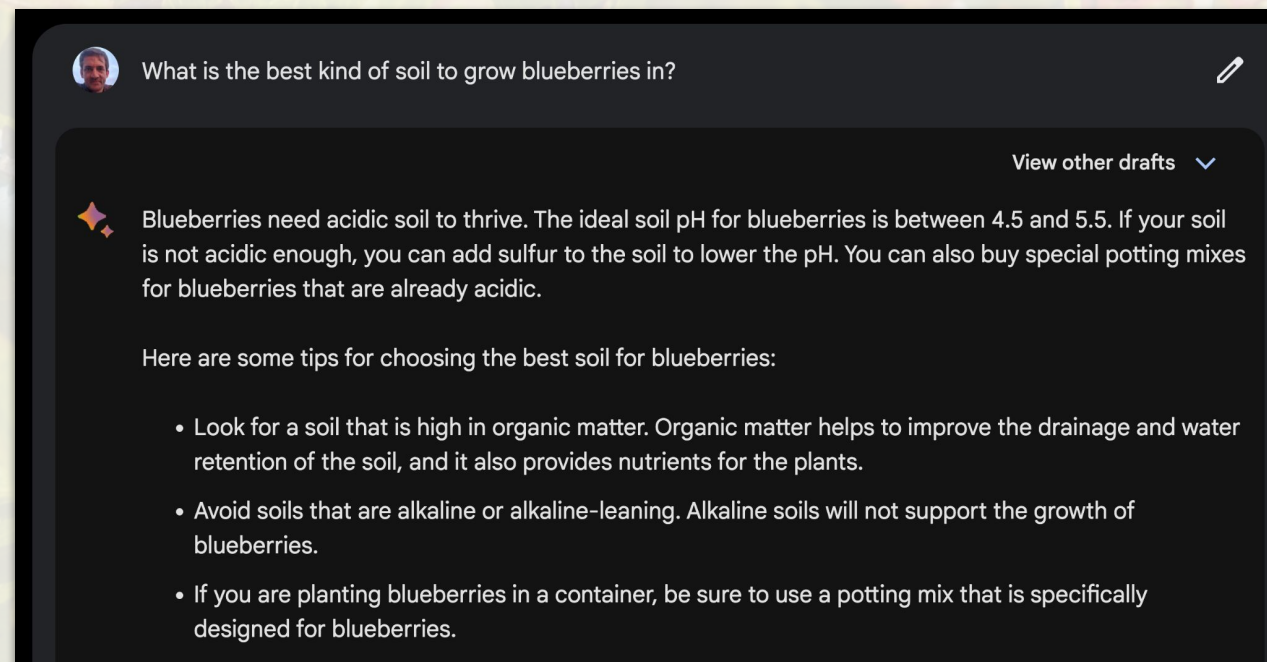 What is the best kind of soil to grow blueberries in?
View other drafts
Blueberries need acidic soil to thrive. The ideal soil pH for blueberries is between 4.5 and 5.5. If your soil
is not acidic enough, you can add sulfur to the soil to lower the pH. You can also buy special potting mixes
for blueberries that are already acidic.
Here are some tips for choosing the best soil for blueberries:
• Look for a soil that is high in organic matter. Organic matter helps to improve the drainage and water
retention of the soil, and it also provides nutrients for the plants.
• Avoid soils that are alkaline or alkaline-leaning. Alkaline soils will not support the growth of
blueberries.
• If you are planting blueberries in a container, be sure to use a potting mix that is specifically
designed for blueberries.